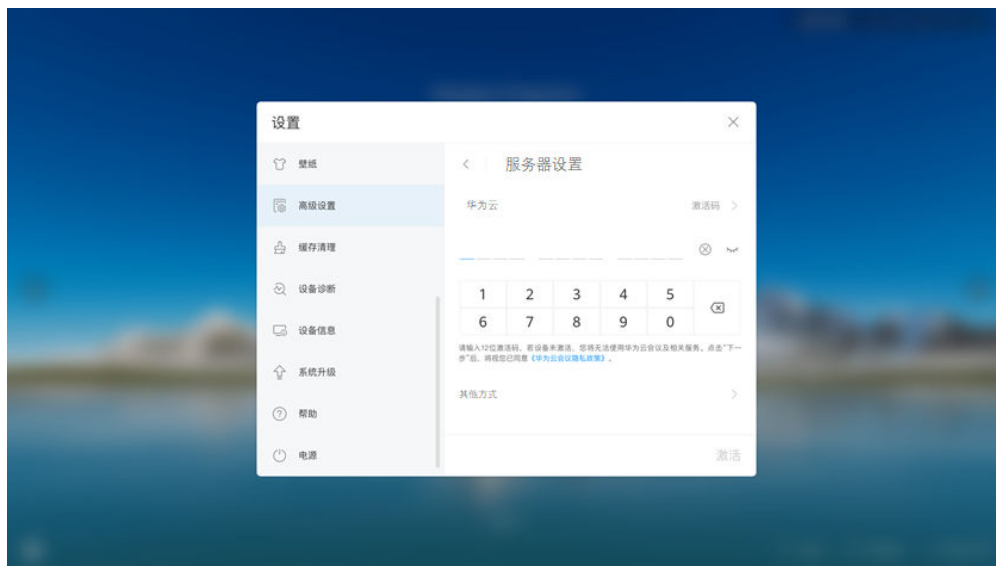 设置
壁纸
高级设置
缓存清理
设备诊断
设备信息
系统升级
帮助
电源
服务器设置
华为云 激活码
1 2 3 4 5
6 7 8 9 0
请输入12位激活码，若设备未激活，您将无法使用华为云会议及相关服务。点击“下一
步”后，将视您已同意《华为云会议隐私政策》。
其他方式
激活